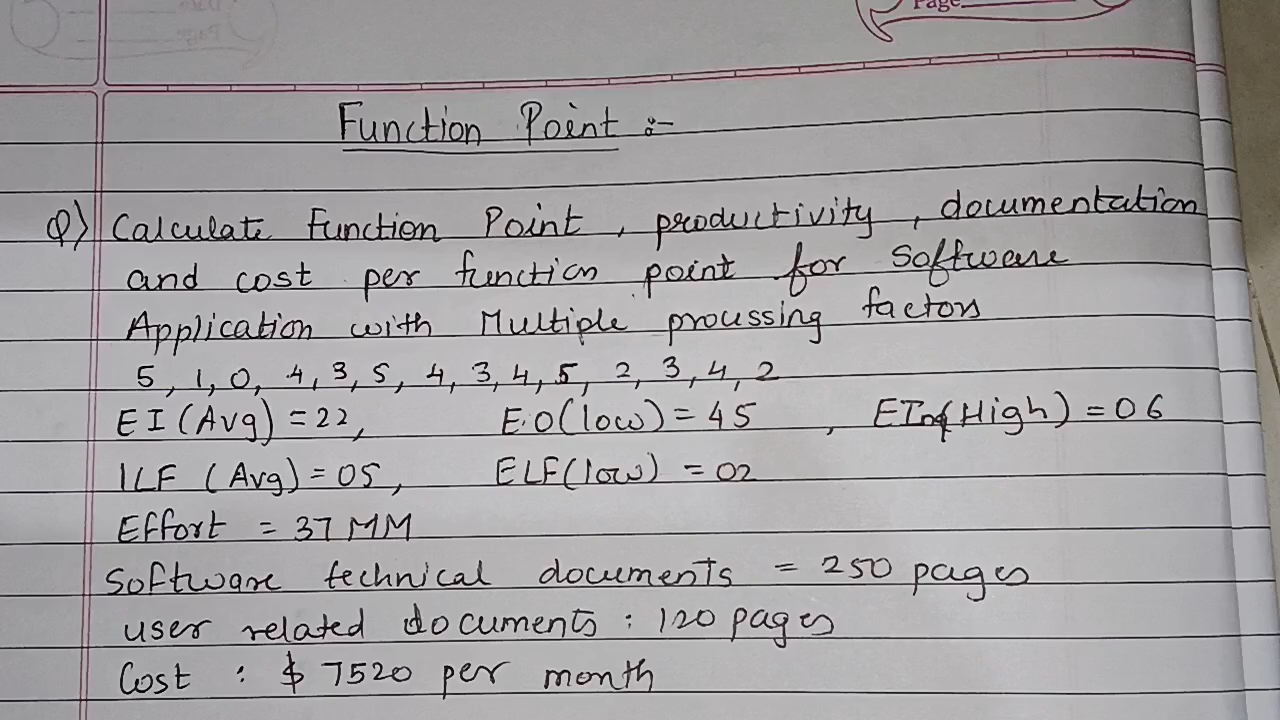 Page
Function Point :-
Q) Calculate Function Point, productivity, documentation
and cost per function point for Software
Application with Multiple processing factors
5, 1, 0, 4, 3, 5, 4, 3, 4, 5, 2, 3, 4, 2
EI (Avg) = 22, E.O (low) = 45, EInq (High) = 06
ILF (Avg) = 05, ELF (low) = 02
Effort = 37 MM
Software technical documents = 250 pages
user related documents : 120 pages
Cost : $ 7520 per month